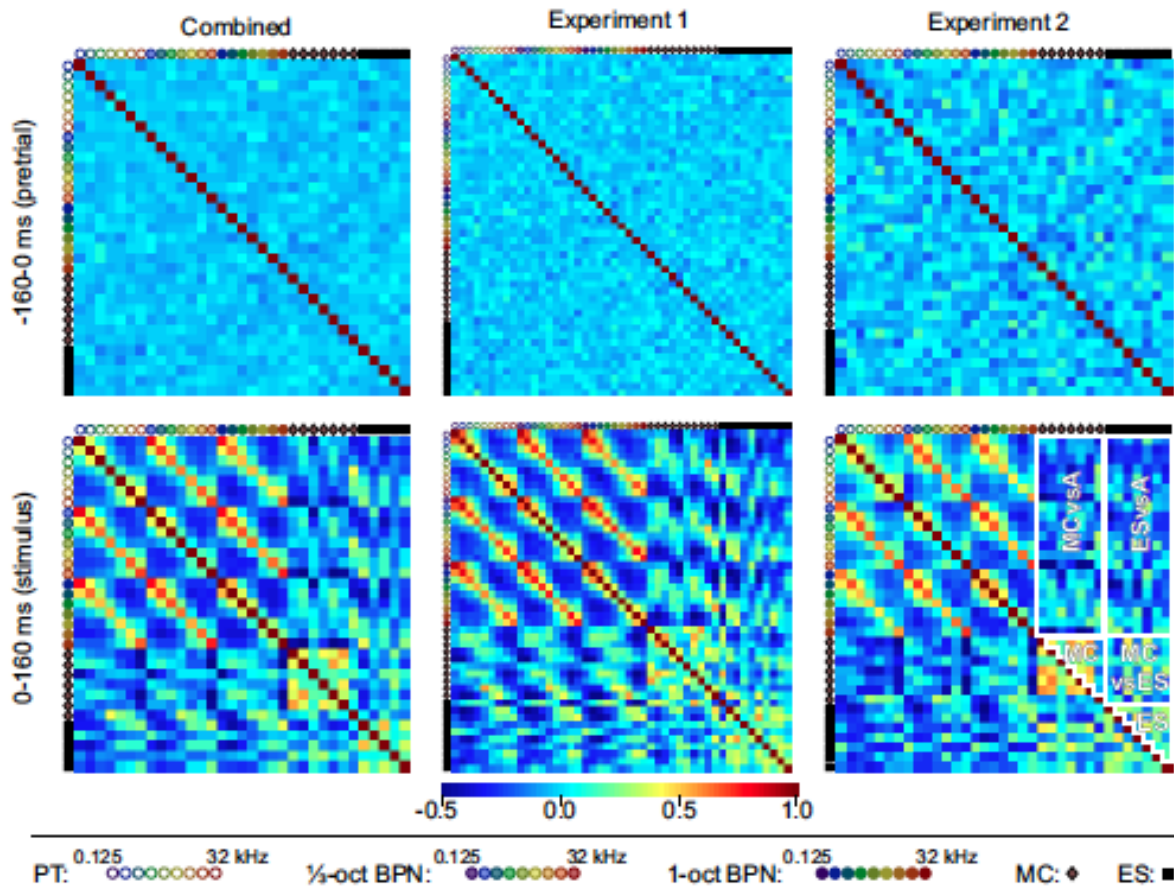 Combined
Experiment 1
Experiment 2
-160-0 ms (pretrial)
0-160 ms (stimulus)
MCvsA
ESvsA
MC
MC
vsES
ES
-0.5
0.0
0.5
1.0
PT: 0.125 32 kHz
⅓-oct BPN: 0.125 32 kHz
1-oct BPN: 0.125 32 kHz
MC:
ES: